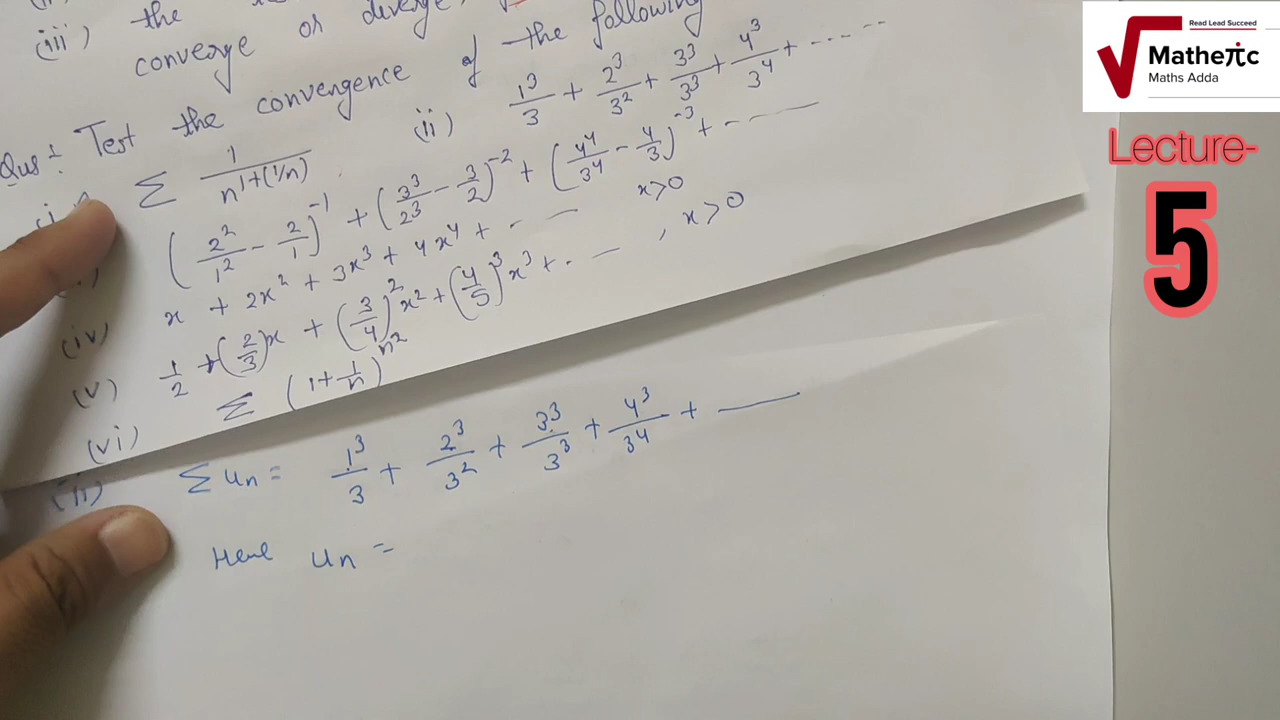 (iii) the
converge or diverge.
Qus: Test the convergence of the following
(i) Σ 1/n^(1+(1/n)) (ii) 1³/3 + 2³/3² + 3³/3³ + 4³/3⁴ + ......
(2²/1² - 2/1)⁻¹ + (3³/2³ - 3/2)⁻² + (4⁴/3⁴ - 4/3)⁻³ + -----
(iv) x + 2x² + 3x³ + 4x⁴ + -- x>0
(v) 1/2 + (2/3)x + (3/4)²x² + (4/5)³x³ + .-- , x>0
(vi) Σ (1+1/n)^n²
(ii) Σ un = 1³/3 + 2³/3² + 3³/3³ + 4³/3⁴ + ——
Here un =
Read Lead Succeed
Matheπc
Maths Adda
Lecture-
5